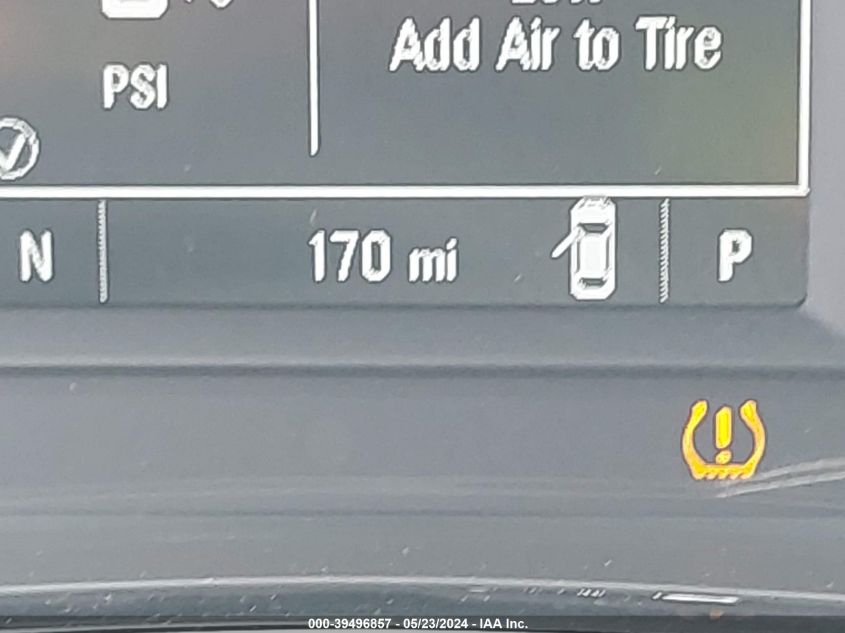 Add Air to Tire
PSI
N
170 mi
P
000-39496857 - 05/23/2024 - IAA Inc.